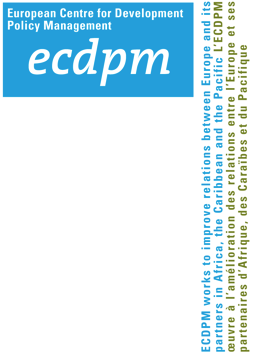 European Centre for Development
Policy Management
ecdpm
ECDPM works to improve relations between Europe and its
partners in Africa, the Caribbean and the Pacific L'ECDPM
œuvre à l'amélioration des relations entre l'Europe et ses
partenaires d'Afrique, des Caraïbes et du Pacifique